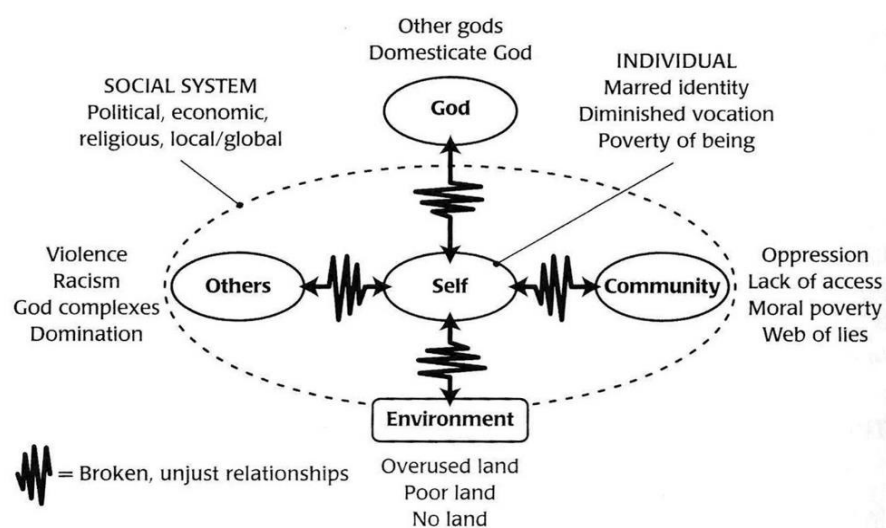 Other gods
Domesticate God
God
SOCIAL SYSTEM
Political, economic,
religious, local/global
INDIVIDUAL
Marred identity
Diminished vocation
Poverty of being
Violence
Racism
God complexes
Domination
Others
Self
Community
Oppression
Lack of access
Moral poverty
Web of lies
Environment
Overused land
Poor land
No land
= Broken, unjust relationships